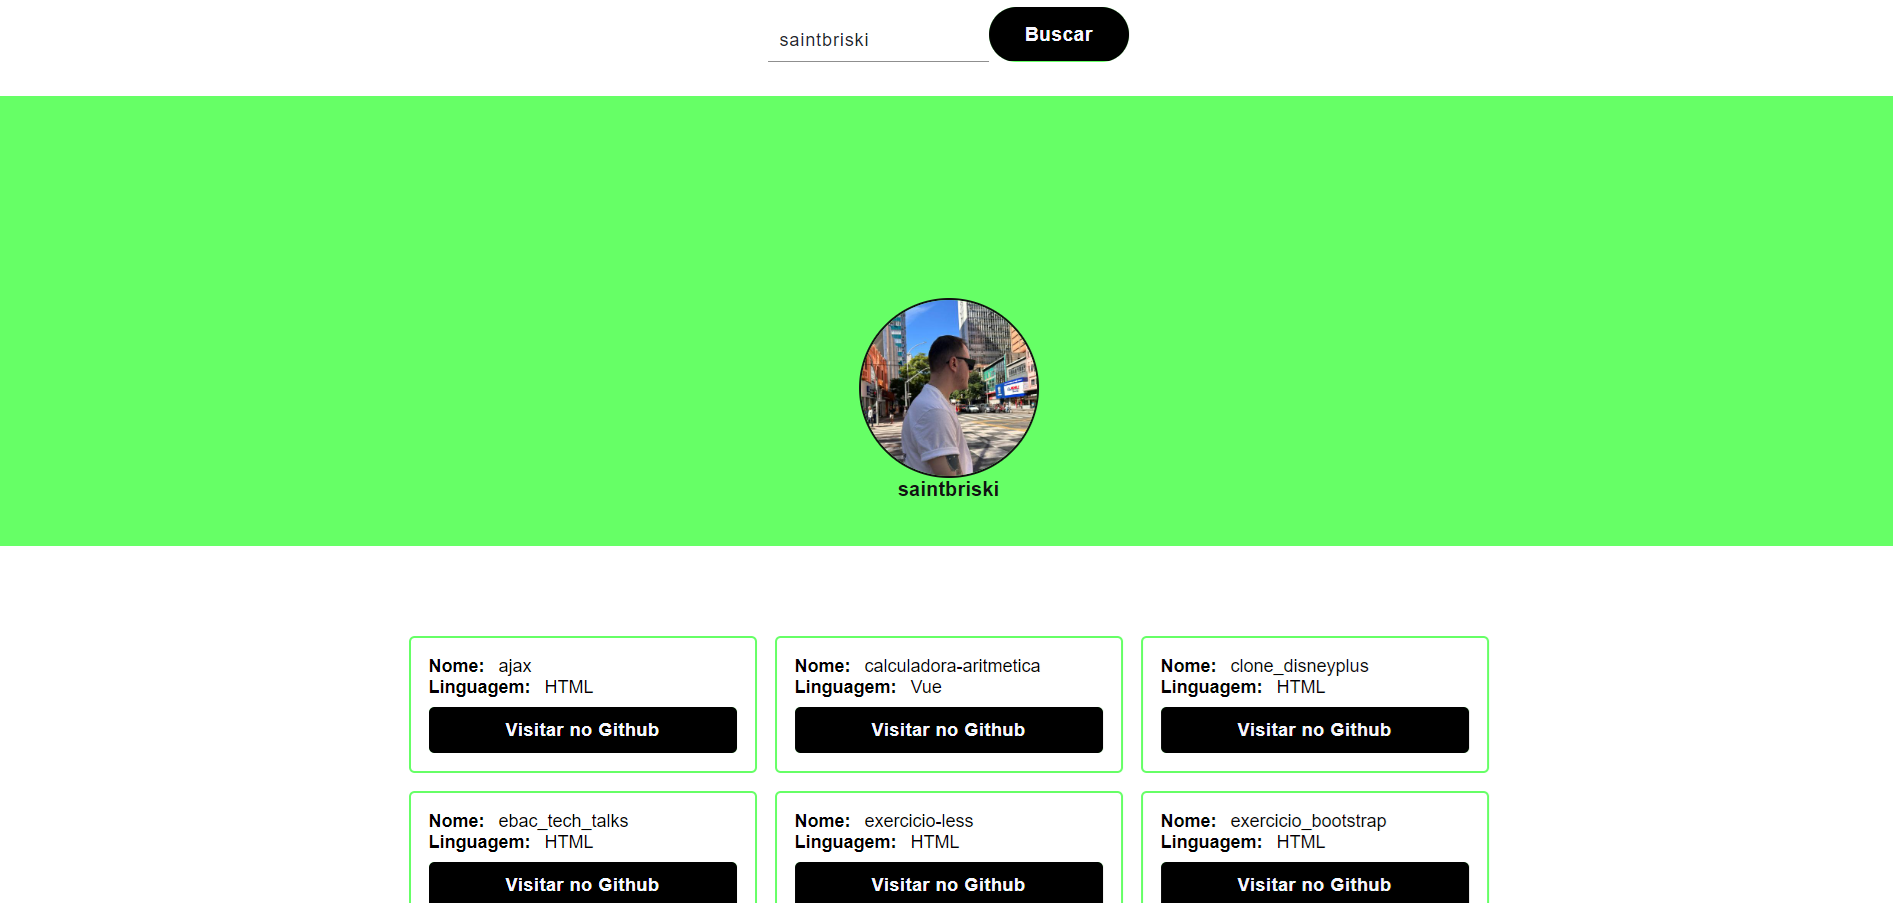 saintbriski
Buscar
saintbriski
Nome: ajax
Linguagem: HTML
Visitar no Github
Nome: calculadora-aritmetica
Linguagem: Vue
Visitar no Github
Nome: clone_disneyplus
Linguagem: HTML
Visitar no Github
Nome: ebac_tech_talks
Linguagem: HTML
Visitar no Github
Nome: exercicio-less
Linguagem: HTML
Visitar no Github
Nome: exercicio_bootstrap
Linguagem: HTML
Visitar no Github